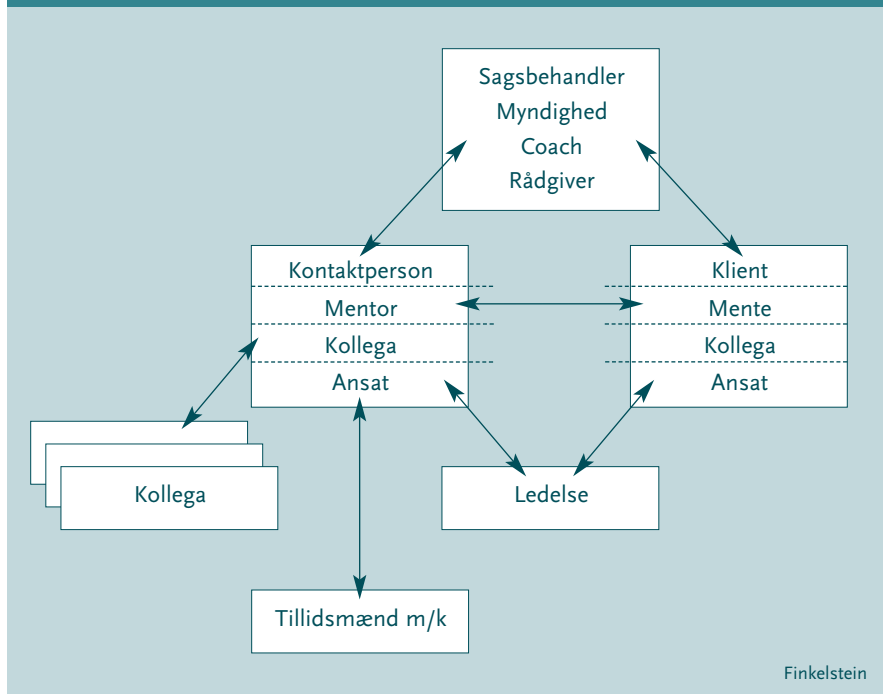 Sagsbehandler
Myndighed
Coach
Rådgiver
Kontaktperson
Mentor
Kollega
Ansat
Klient
Mente
Kollega
Ansat
Kollega
Ledelse
Tillidsmænd m/k
Finkelstein